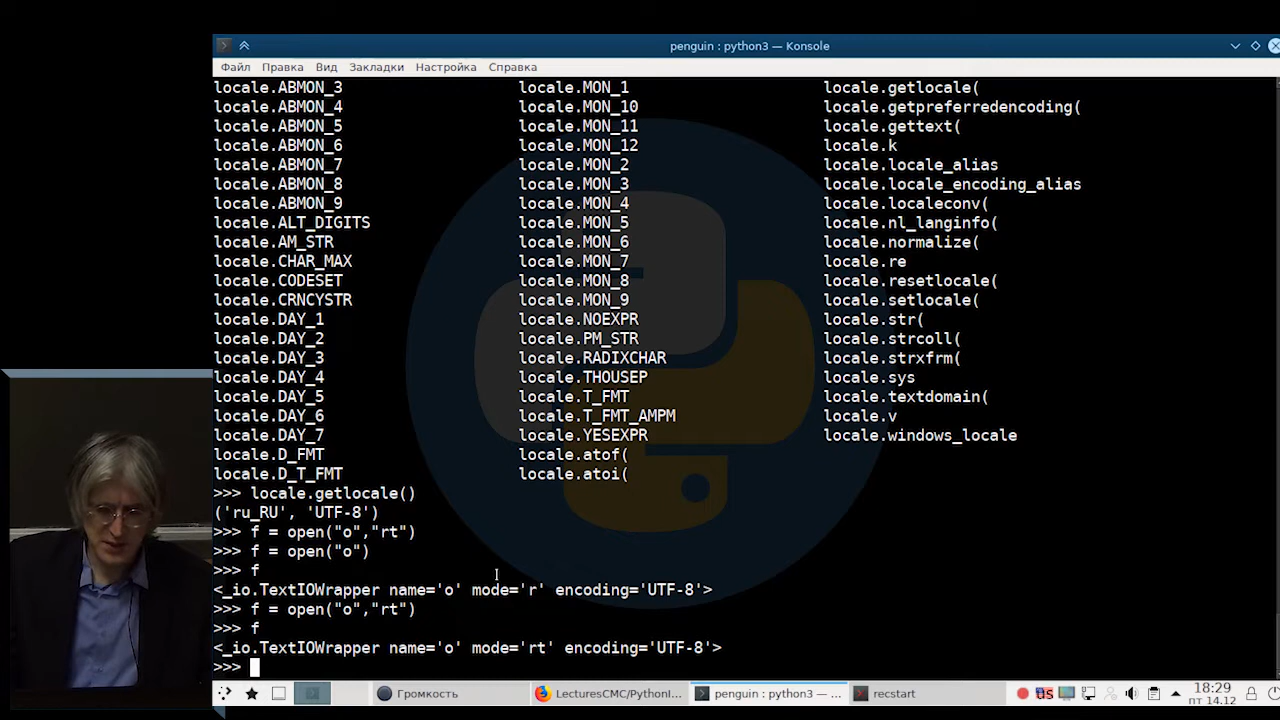 penguin : python3 — Konsole
Файл Правка Вид Закладки Настройка Справка
locale.ABMON_3 locale.MON_1 locale.getlocale(
locale.ABMON_4 locale.MON_10 locale.getpreferredencoding(
locale.ABMON_5 locale.MON_11 locale.gettext(
locale.ABMON_6 locale.MON_12 locale.k
locale.ABMON_7 locale.MON_2 locale.locale_alias
locale.ABMON_8 locale.MON_3 locale.locale_encoding_alias
locale.ABMON_9 locale.MON_4 locale.localeconv(
locale.ALT_DIGITS locale.MON_5 locale.nl_langinfo(
locale.AM_STR locale.MON_6 locale.normalize(
locale.CHAR_MAX locale.MON_7 locale.re
locale.CODESET locale.MON_8 locale.resetlocale(
locale.CRNCYSTR locale.MON_9 locale.setlocale(
locale.DAY_1 locale.NOEXPR locale.str(
locale.DAY_2 locale.PM_STR locale.strcoll(
locale.DAY_3 locale.RADIXCHAR locale.strxfrm(
locale.DAY_4 locale.THOUSEP locale.sys
locale.DAY_5 locale.T_FMT locale.textdomain(
locale.DAY_6 locale.T_FMT_AMPM locale.v
locale.DAY_7 locale.YESEXPR locale.windows_locale
locale.D_FMT locale.atof(
locale.D_T_FMT locale.atoi(
>>> locale.getlocale()
('ru_RU', 'UTF-8')
>>> f = open("o","rt")
>>> f = open("o")
>>> f
<_io.TextIOWrapper name='o' mode='r' encoding='UTF-8'>
>>> f = open("o","rt")
>>> f
<_io.TextIOWrapper name='o' mode='rt' encoding='UTF-8'>
>>>
Громкость LecturesCMC/PythonI... penguin : python3 — ... recstart us 18:29
пт 14.12